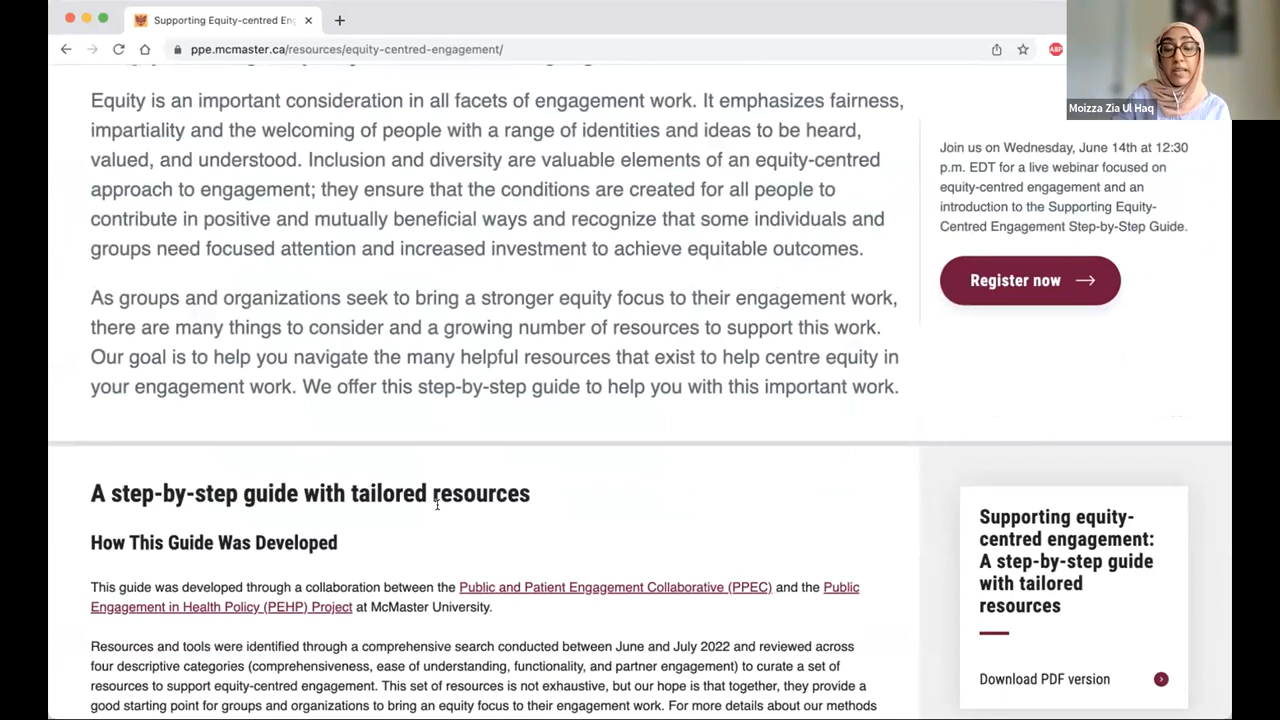 Supporting Equity-centred Eng
ppe.mcmaster.ca/resources/equity-centred-engagement/
ABP
Moizza Zia Ul Haq
Equity is an important consideration in all facets of engagement work. It emphasizes fairness,
impartiality and the welcoming of people with a range of identities and ideas to be heard,
valued, and understood. Inclusion and diversity are valuable elements of an equity-centred
approach to engagement; they ensure that the conditions are created for all people to
contribute in positive and mutually beneficial ways and recognize that some individuals and
groups need focused attention and increased investment to achieve equitable outcomes.
As groups and organizations seek to bring a stronger equity focus to their engagement work,
there are many things to consider and a growing number of resources to support this work.
Our goal is to help you navigate the many helpful resources that exist to help centre equity in
your engagement work. We offer this step-by-step guide to help you with this important work.
Join us on Wednesday, June 14th at 12:30
p.m. EDT for a live webinar focused on
equity-centred engagement and an
introduction to the Supporting Equity-
Centred Engagement Step-by-Step Guide.
Register now
A step-by-step guide with tailored resources
How This Guide Was Developed
This guide was developed through a collaboration between the Public and Patient Engagement Collaborative (PPEC) and the Public
Engagement in Health Policy (PEHP) Project at McMaster University.
Resources and tools were identified through a comprehensive search conducted between June and July 2022 and reviewed across
four descriptive categories (comprehensiveness, ease of understanding, functionality, and partner engagement) to curate a set of
resources to support equity-centred engagement. This set of resources is not exhaustive, but our hope is that together, they provide a
good starting point for groups and organizations to bring an equity focus to their engagement work. For more details about our methods
Supporting equity-
centred engagement:
A step-by-step guide
with tailored
resources
Download PDF version